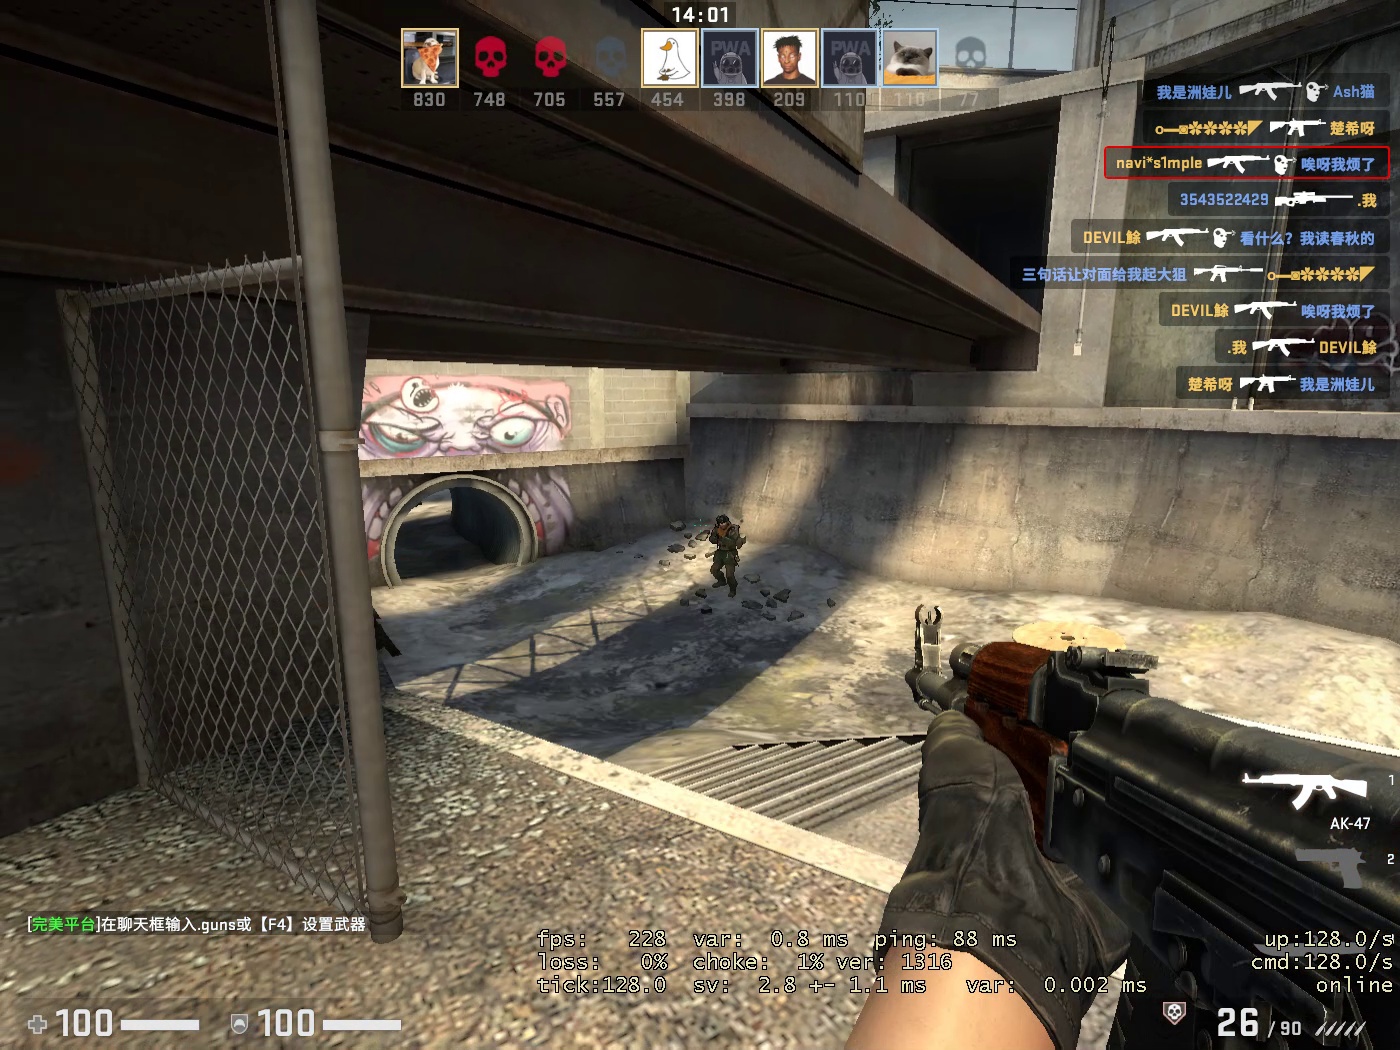 14:01
PWA PWA
830 748 705 557 454 398 209 110 110 77
我是洲娃儿 Ash猫
楚希呀
navi*s1mple 唉呀我烦了
3543522429 .我
DEVIL鮽 看什么？我读春秋的
三句话让对面给我起大狙
DEVIL鮽 唉呀我烦了
.我 DEVIL鮽
楚希呀 我是洲娃儿
1
AK-47
2
[完美平台]在聊天框输入.guns或【F4】设置武器
fps: 228 var: 0.8 ms ping: 88 ms up:128.0/s
loss: 0% choke: 1% ver: 1316 cmd:128.0/s
tick:128.0 sv: 2.8 +- 1.1 ms var: 0.002 ms online
100 100 26 / 90